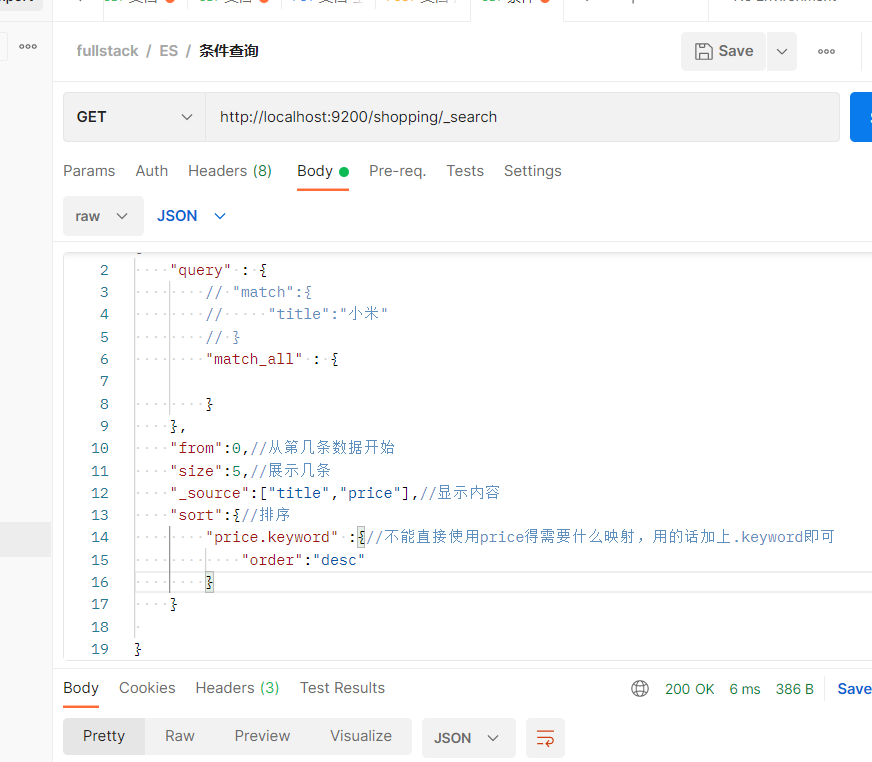 fullstack / ES / 条件查询
Save
GET
http://localhost:9200/shopping/_search
Params Auth Headers (8) Body Pre-req. Tests Settings
raw JSON
2 "query" : {
3 // "match":{
4 // "title":"小米"
5 // }
6 "match_all" : {
7
8 }
9 },
10 "from":0,//从第几条数据开始
11 "size":5,//展示几条
12 "_source":["title","price"],//显示内容
13 "sort":{//排序
14 "price.keyword" :{//不能直接使用price得需要什么映射，用的话加上.keyword即可
15 "order":"desc"
16 }
17 }
18
19 }
Body Cookies Headers (3) Test Results 200 OK 6 ms 386 B Save
Pretty Raw Preview Visualize JSON